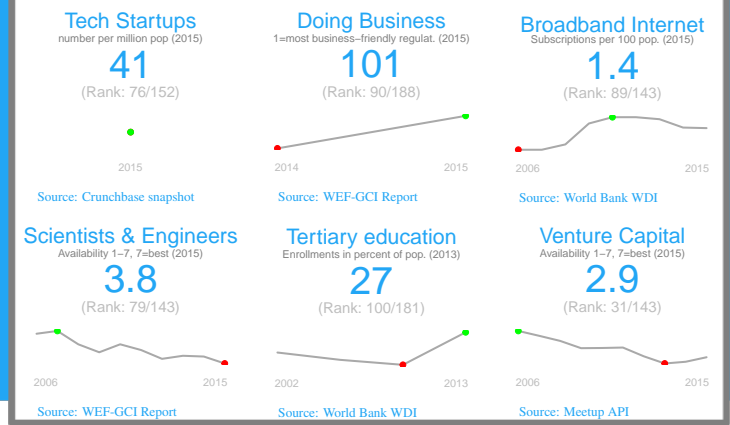 Tech Startups
number per million pop (2015)
41
(Rank: 76/152)
2015
Source: Crunchbase snapshot
Doing Business
1=most business−friendly regulat. (2015)
101
(Rank: 90/188)
2014 2015
Source: WEF-GCI Report
Broadband Internet
Subscriptions per 100 pop. (2015)
1.4
(Rank: 89/143)
2006 2015
Source: World Bank WDI
Scientists & Engineers
Availability 1−7, 7=best (2015)
3.8
(Rank: 79/143)
2006 2015
Source: WEF-GCI Report
Tertiary education
Enrollments in percent of pop. (2013)
27
(Rank: 100/181)
2002 2013
Source: World Bank WDI
Venture Capital
Availability 1−7, 7=best (2015)
2.9
(Rank: 31/143)
2006 2015
Source: Meetup API